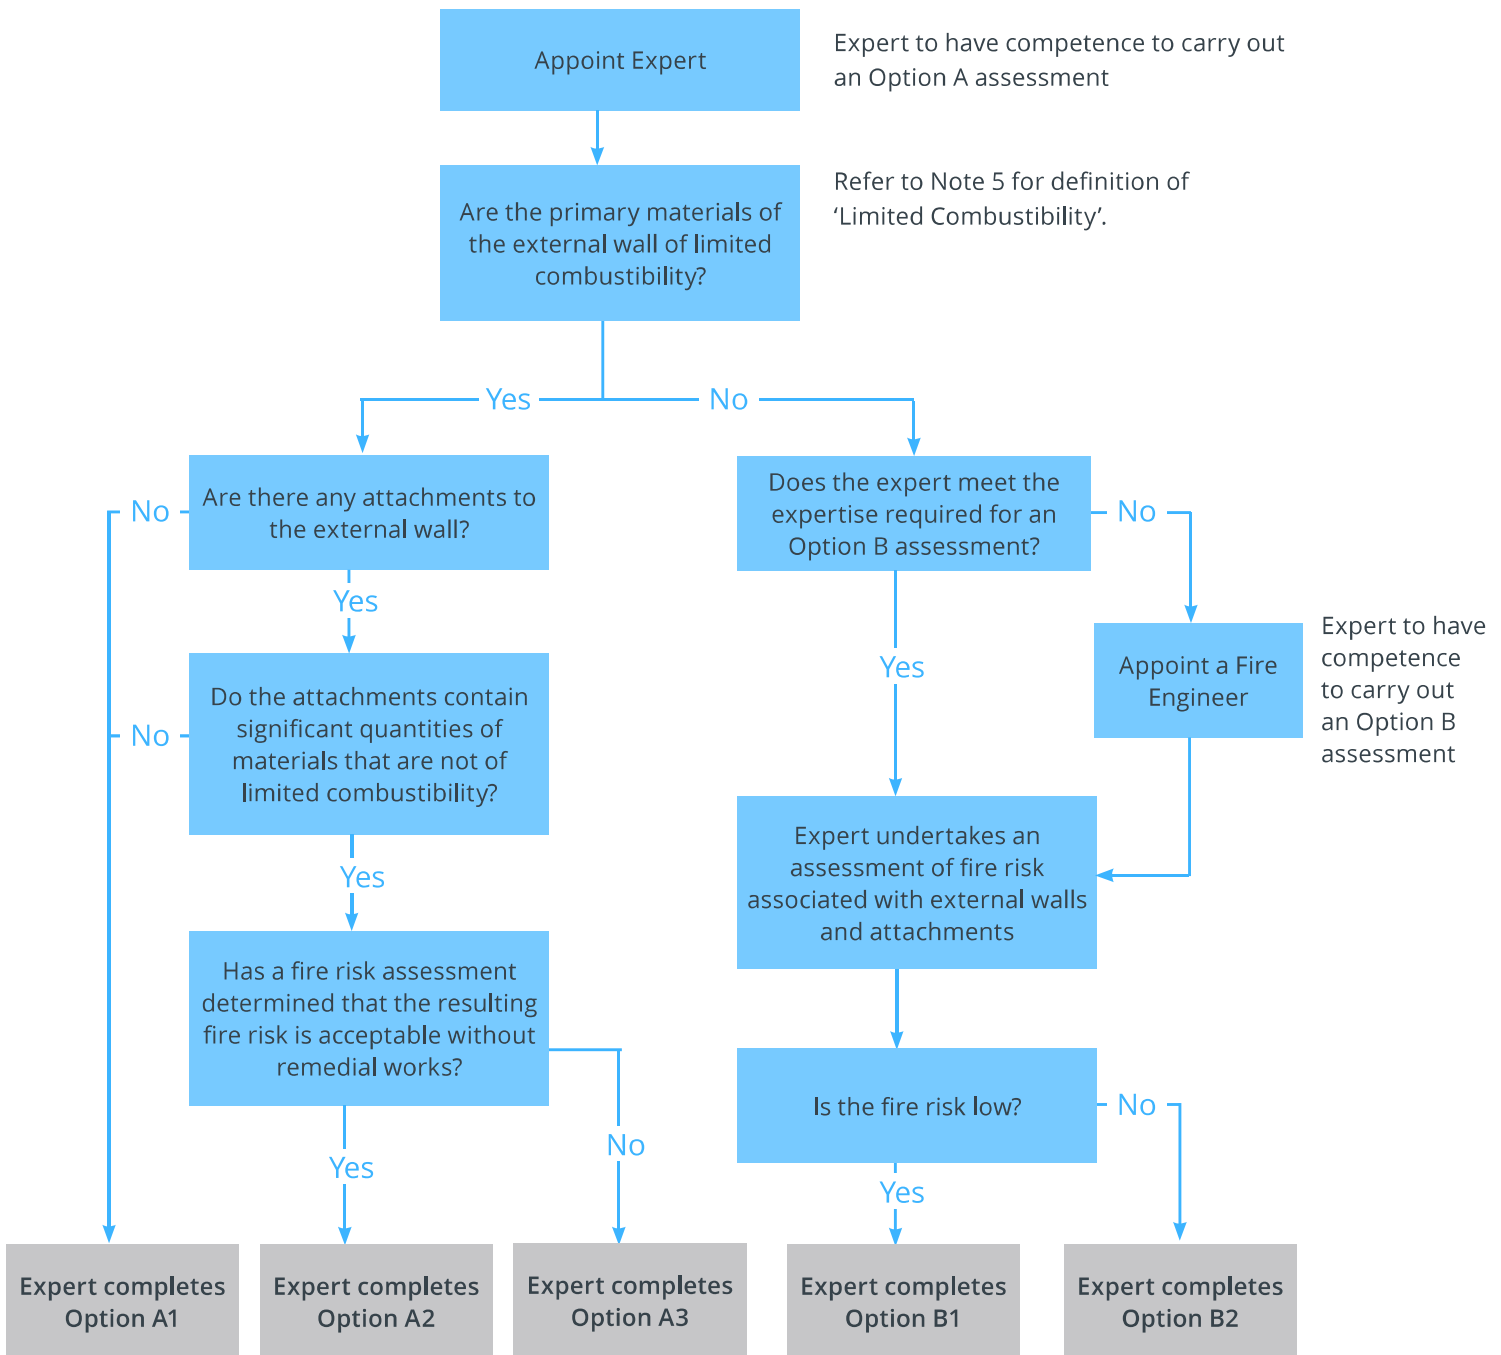 Appoint Expert
Expert to have competence to carry out
an Option A assessment
Are the primary materials of
the external wall of limited
combustibility?
Refer to Note 5 for definition of
‘Limited Combustibility’.
Yes
No
Are there any attachments to
the external wall?
No
Yes
Does the expert meet the
expertise required for an
Option B assessment?
No
Yes
Appoint a Fire
Engineer
Expert to have
competence
to carry out
an Option B
assessment
Do the attachments contain
significant quantities of
materials that are not of
limited combustibility?
No
Yes
Expert undertakes an
assessment of fire risk
associated with external walls
and attachments
Has a fire risk assessment
determined that the resulting
fire risk is acceptable without
remedial works?
Yes
No
Is the fire risk low?
No
Yes
Expert completes
Option A1
Expert completes
Option A2
Expert completes
Option A3
Expert completes
Option B1
Expert completes
Option B2